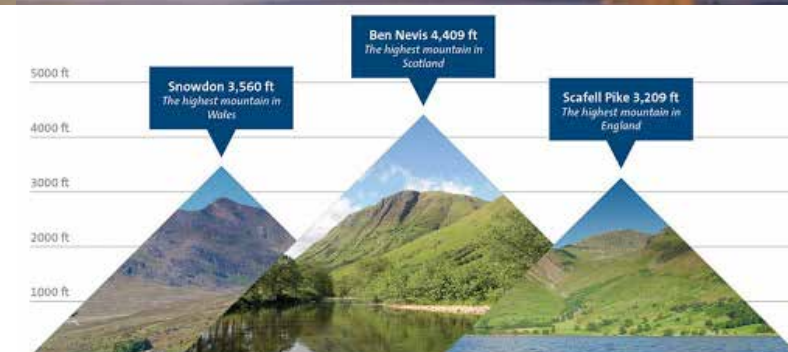 Ben Nevis 4,409 ft
The highest mountain in
Scotland
Snowdon 3,560 ft
The highest mountain in
Wales
Scafell Pike 3,209 ft
The highest mountain in
England
5000 ft
4000 ft
3000 ft
2000 ft
1000 ft